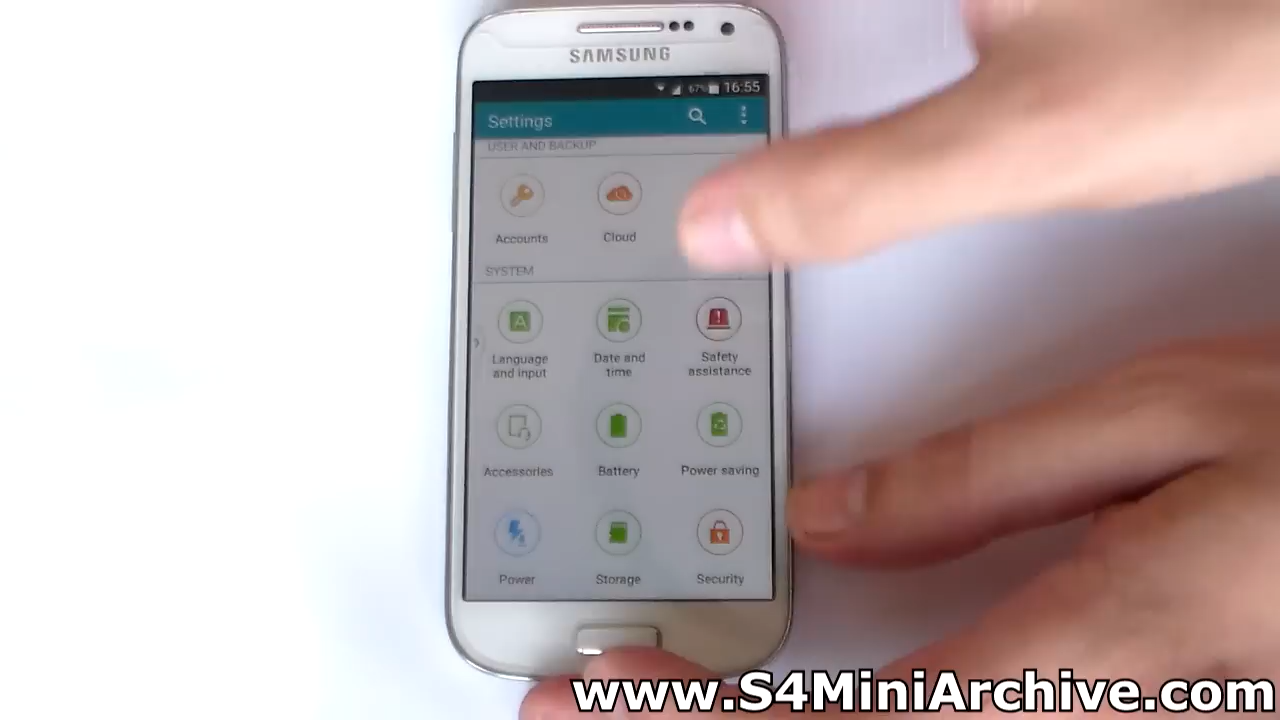 SAMSUNG
67% 16:55
Settings
USER AND BACKUP
Accounts
Cloud
SYSTEM
Language
and input
Date and
time
Safety
assistance
Accessories
Battery
Power saving
Power
Storage
Security
www.S4MiniArchive.com